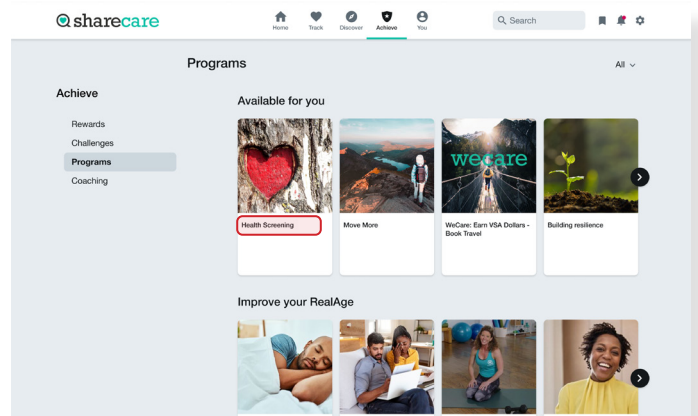 sharecare
Home Track Discover Achieve You
Search
Programs
All
Achieve
Rewards
Challenges
Programs
Coaching
Available for you
wecare
Health Screening
Move More
WeCare: Earn VSA Dollars -
Book Travel
Building resilience
Improve your RealAge